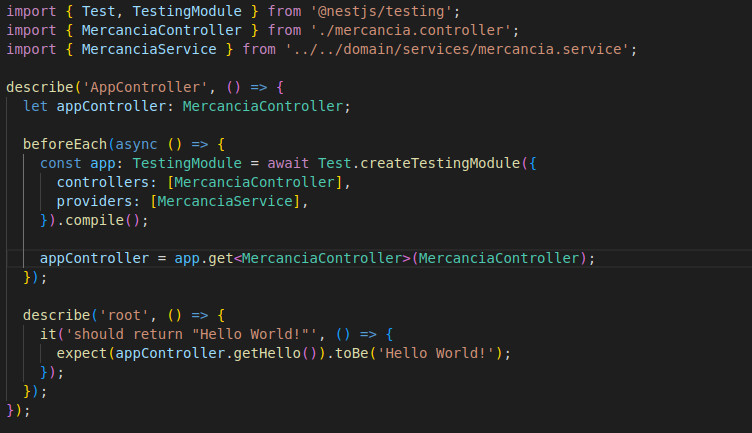 import { Test, TestingModule } from '@nestjs/testing';
import { MercanciaController } from './mercancia.controller';
import { MercanciaService } from '../../domain/services/mercancia.service';

describe('AppController', () => {
  let appController: MercanciaController;

  beforeEach(async () => {
    const app: TestingModule = await Test.createTestingModule({
      controllers: [MercanciaController],
      providers: [MercanciaService],
    }).compile();

    appController = app.get<MercanciaController>(MercanciaController);
  });

  describe('root', () => {
    it('should return "Hello World!"', () => {
      expect(appController.getHello()).toBe('Hello World!');
    });
  });
});